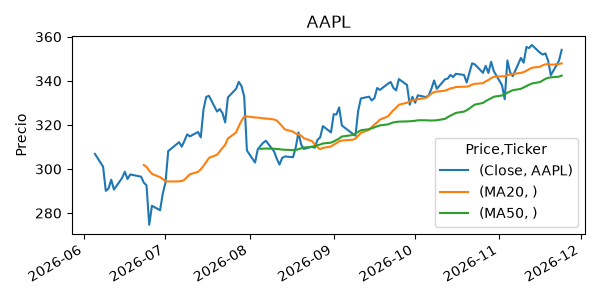 AAPL
Precio
360
340
320
300
280
Price,Ticker
(Close, AAPL)
(MA20, )
(MA50, )
2026-06
2026-07
2026-08
2026-09
2026-10
2026-11
2026-12